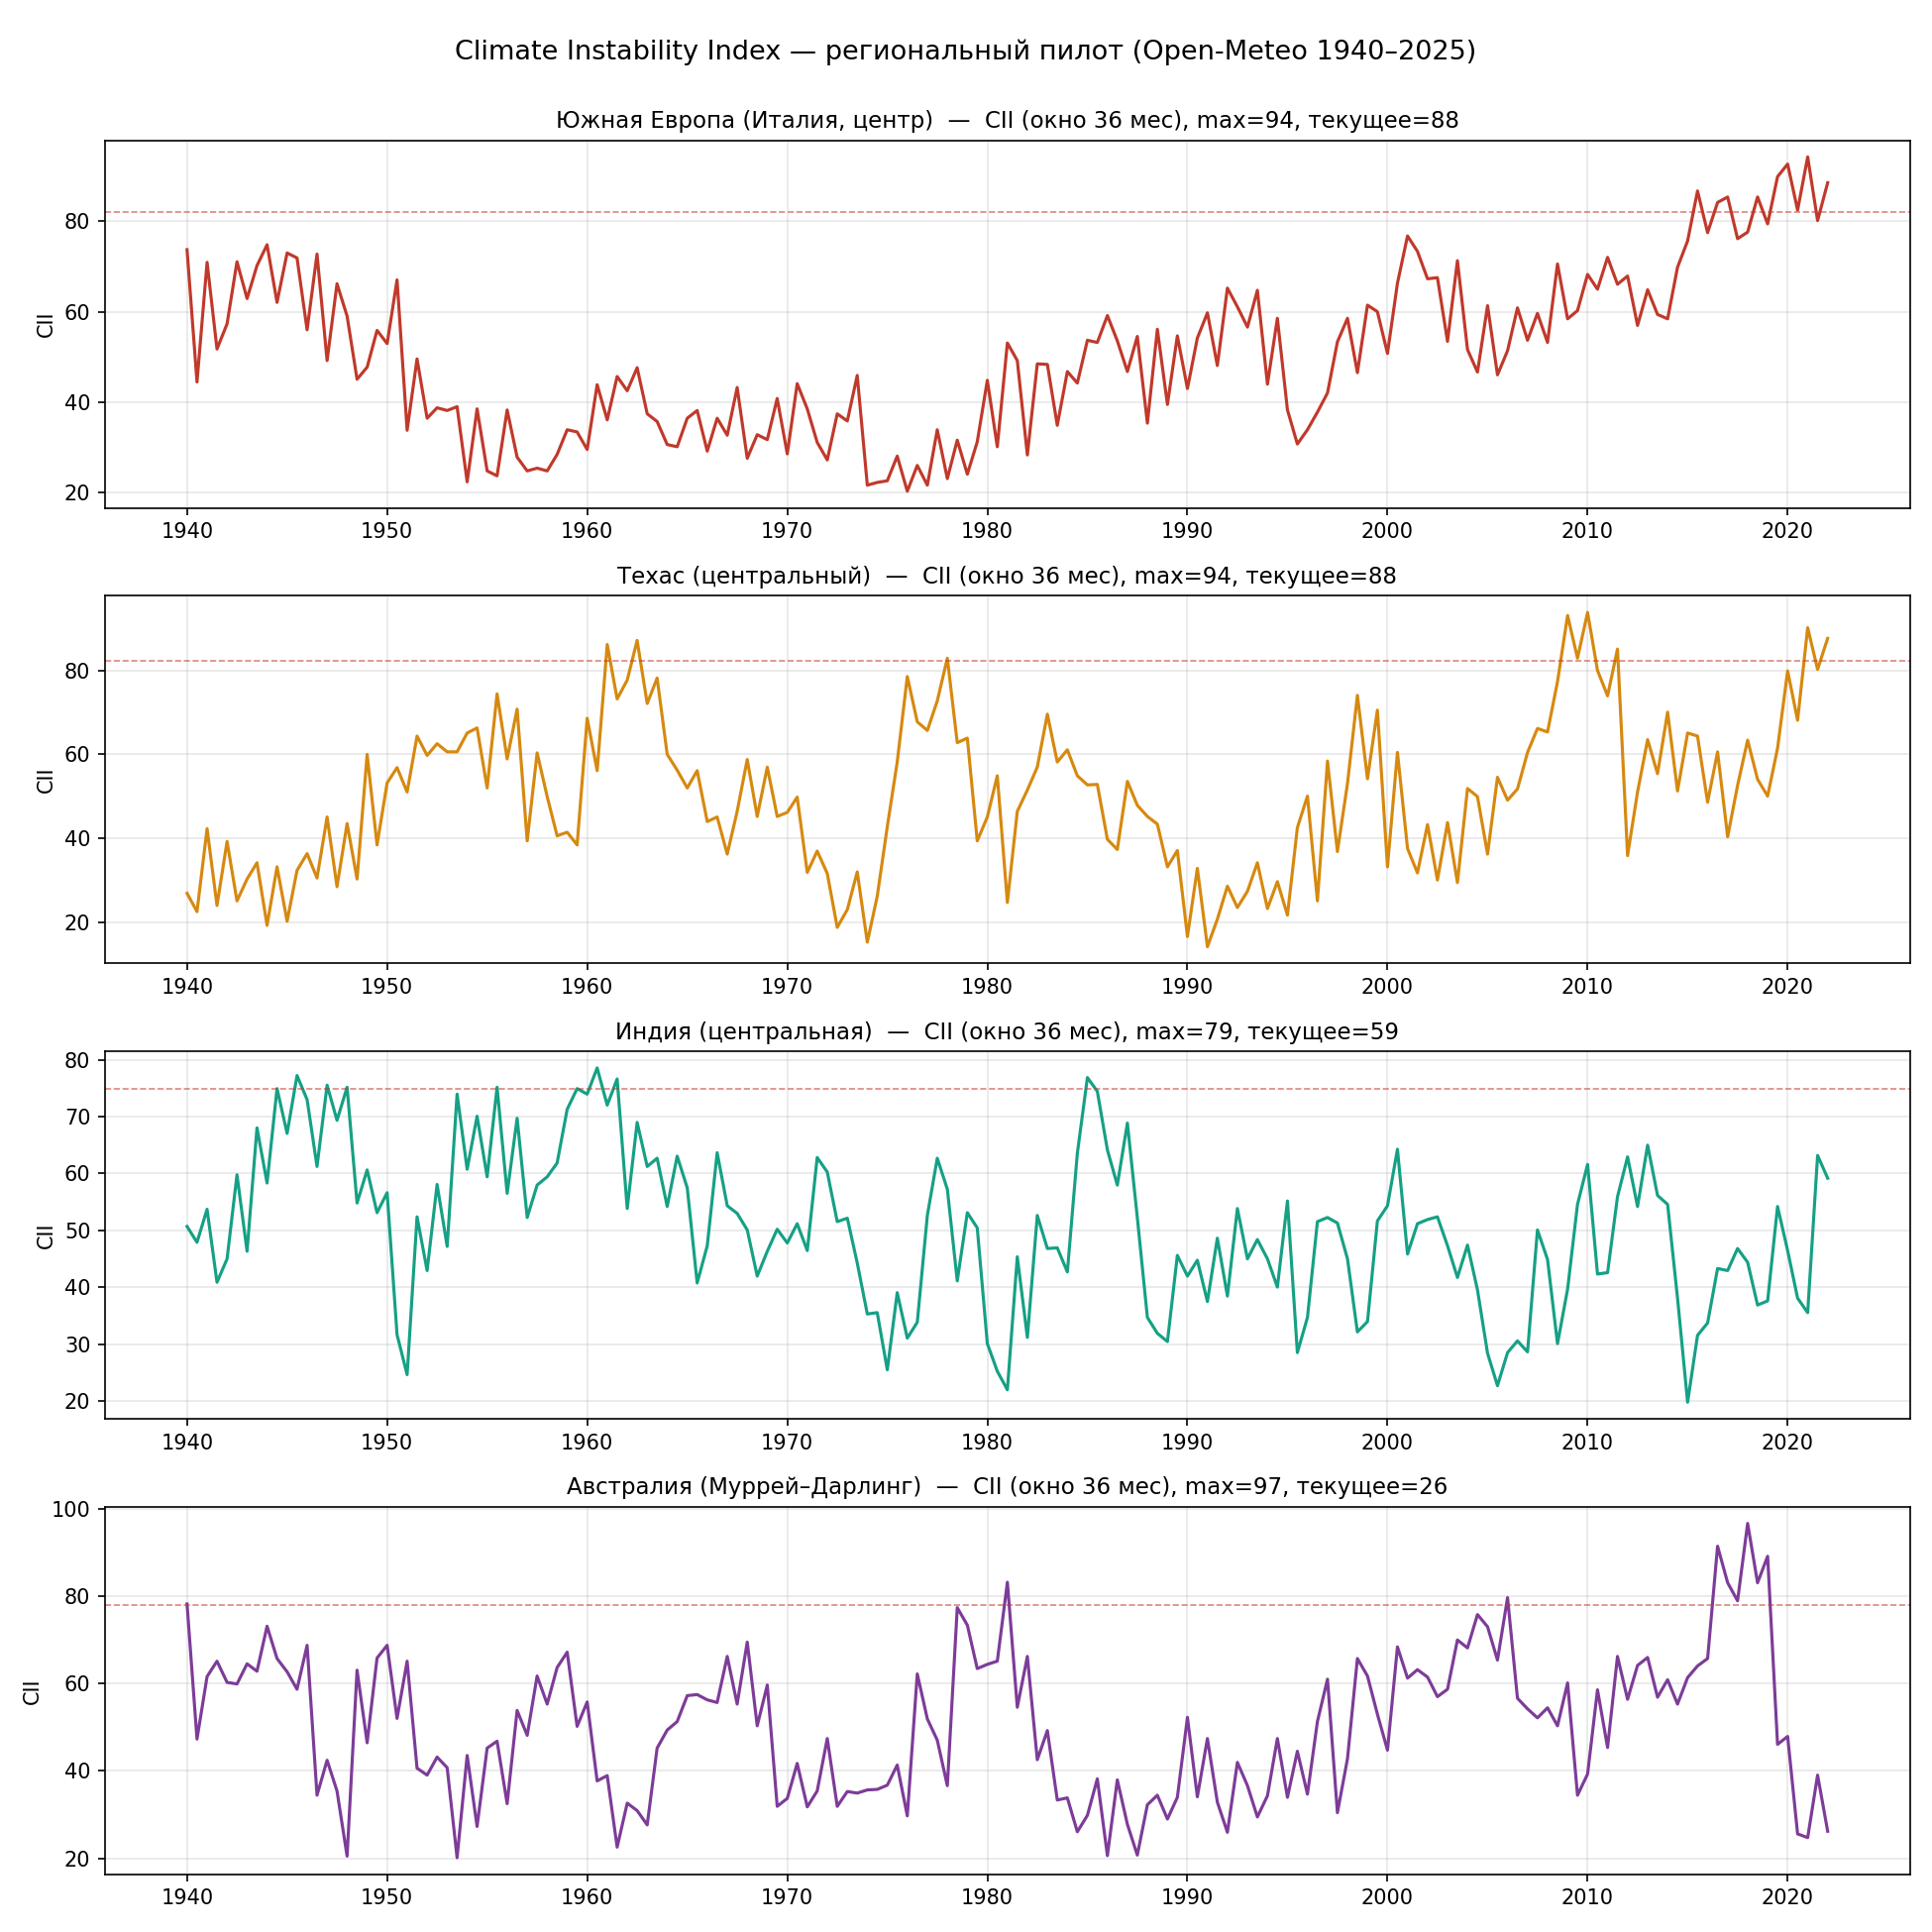 Climate Instability Index — региональный пилот (Open-Meteo 1940–2025)
Южная Европа (Италия, центр) — CII (окно 36 мес), max=94, текущее=88
80
60
40
20
CII
1940 1950 1960 1970 1980 1990 2000 2010 2020
Техас (центральный) — CII (окно 36 мес), max=94, текущее=88
80
60
40
20
CII
1940 1950 1960 1970 1980 1990 2000 2010 2020
Индия (центральная) — CII (окно 36 мес), max=79, текущее=59
80
70
60
50
40
30
20
CII
1940 1950 1960 1970 1980 1990 2000 2010 2020
Австралия (Муррей–Дарлинг) — CII (окно 36 мес), max=97, текущее=26
100
80
60
40
20
CII
1940 1950 1960 1970 1980 1990 2000 2010 2020